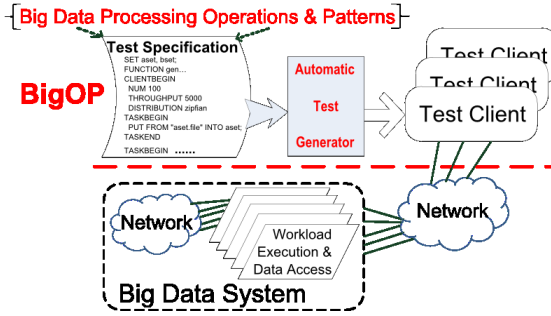 Big Data Processing Operations & Patterns
Test Specification
SET aset, bset;
FUNCTION gen...
CLIENTBEGIN
NUM 100
THROUGHPUT 5000
DISTRIBUTION zipfian
TASKBEGIN
PUT FROM "aset.file" INTO aset;
TASKEND
TASKBEGIN ......
BigOP
Automatic
Test
Generator
Test Client
Test Client
Test Client
Network
Network
Workload
Execution &
Data Access
Big Data System